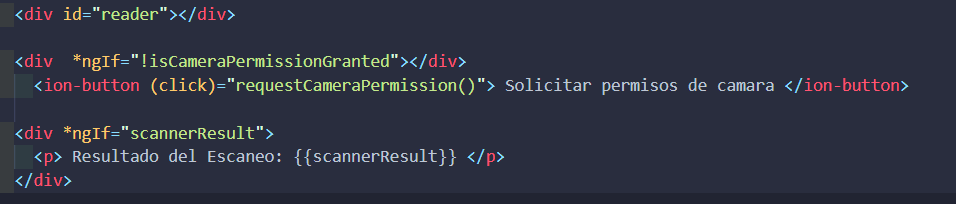 <div id="reader"></div>
<div  *ngIf="!isCameraPermissionGranted"></div>
<ion-button (click)="requestCameraPermission()"> Solicitar permisos de camara </ion-button>
<div *ngIf="scannerResult">
<p> Resultado del Escaneo: {{scannerResult}} </p>
</div>